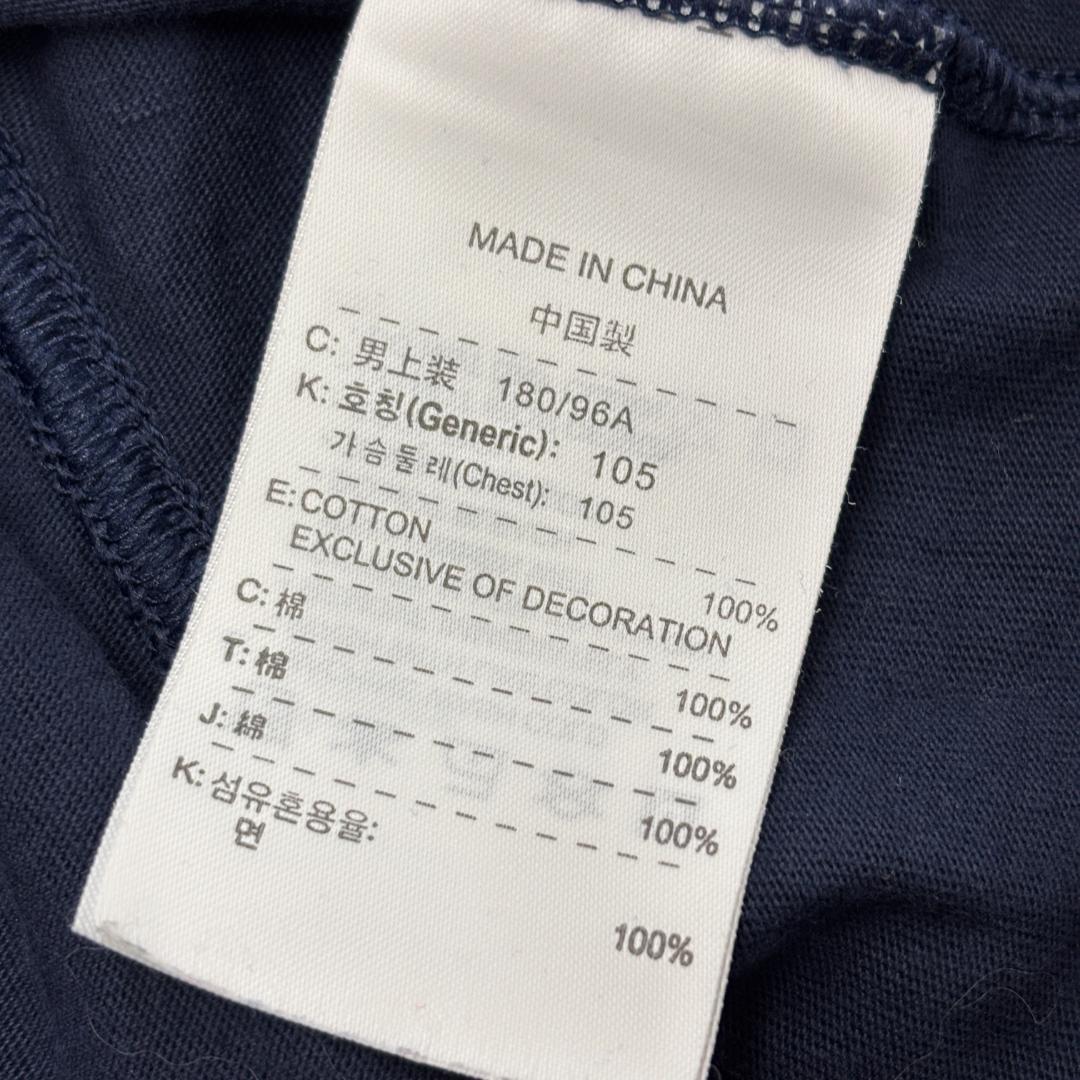 MADE IN CHINA
中国製
C: 男上装 180/96A
K: 호칭(Generic): 105
가슴둘레(Chest): 105
E: COTTON 100%
EXCLUSIVE OF DECORATION
C: 棉 100%
T: 棉 100%
J: 綿 100%
K: 섬유혼용율:
면 100%